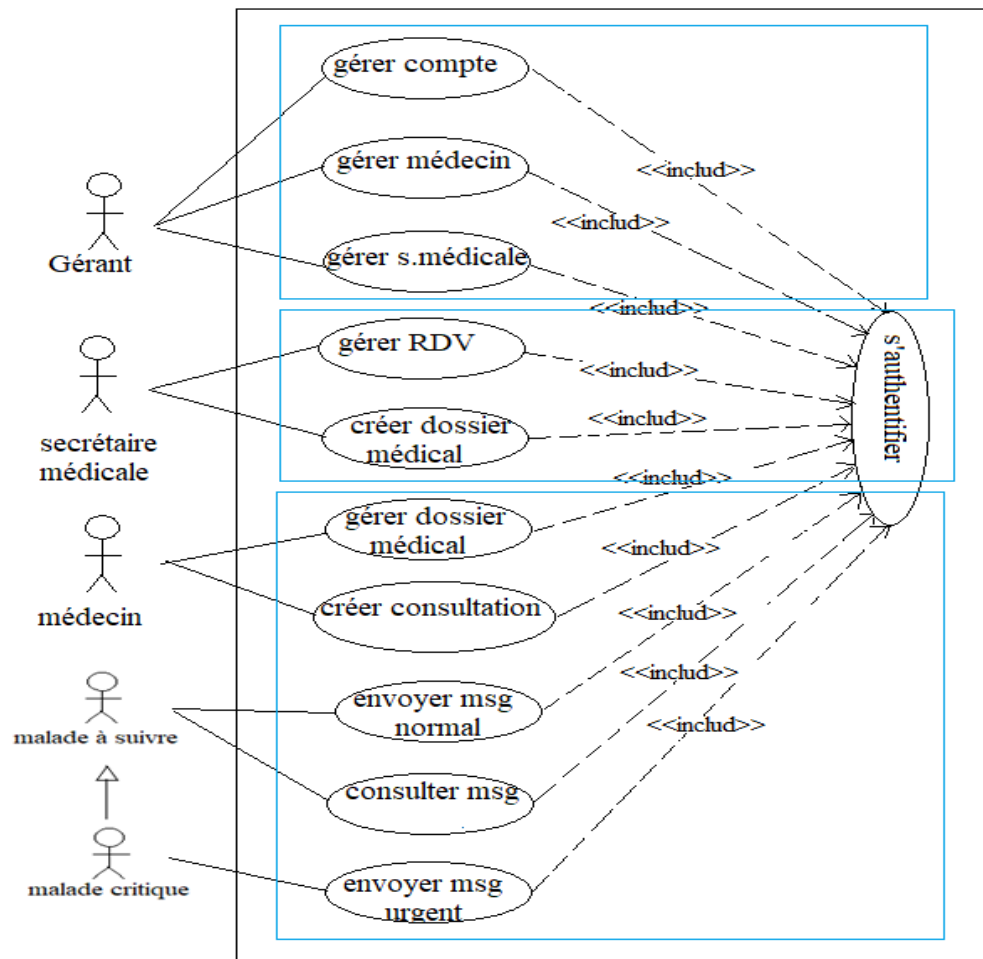 gérer compte
<<includ>>
gérer médecin
<<includ>>
Gérant
gérer s.médicale
<<includ>>
gérer RDV
<<includ>>
s'authentifier
secrétaire
médicale
créer dossier
médical
<<includ>>
<<includ>>
gérer dossier
médical
<<includ>>
médecin
créer consultation
<<includ>>
malade à suivre
envoyer msg
normal
<<includ>>
consulter msg
<<includ>>
malade critique
envoyer msg
urgent